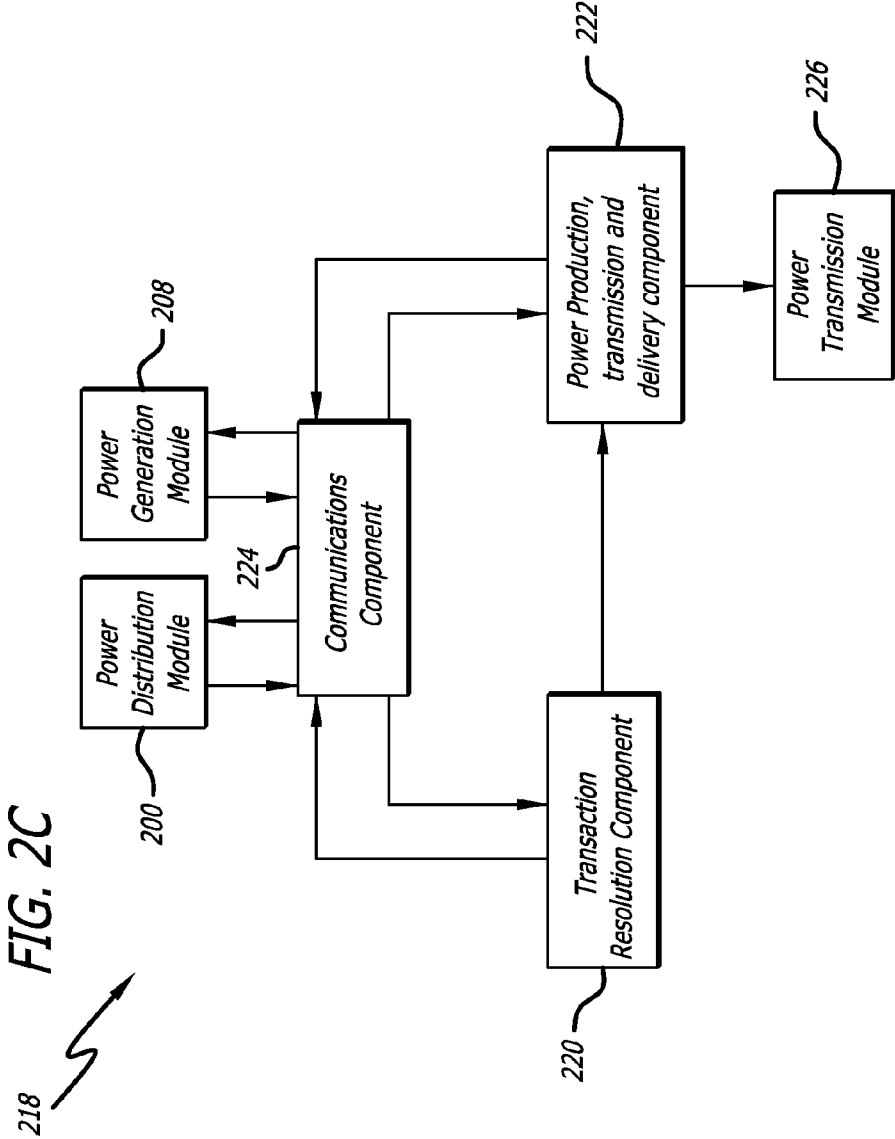 FIG. 2C
218
200
Power
Distribution
Module
208
Power
Generation
Module
224
Communications
Component
220
Transaction
Resolution Component
222
Power Production,
transmission and
delivery component
226
Power
Transmission
Module